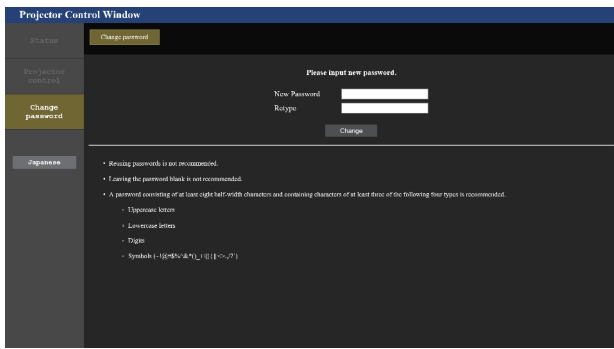 Projector Control Window
Status
Change password
Projector
control
Please input new password.
New Password
Retype
Change
password
Change
Japanese
• Reusing passwords is not recommended.
• Leaving the password blank is not recommended.
• A password consisting of at least eight half-width characters and containing characters of at least three of the following four types is recommended.
◦ Uppercase letters
◦ Lowercase letters
◦ Digits
◦ Symbols